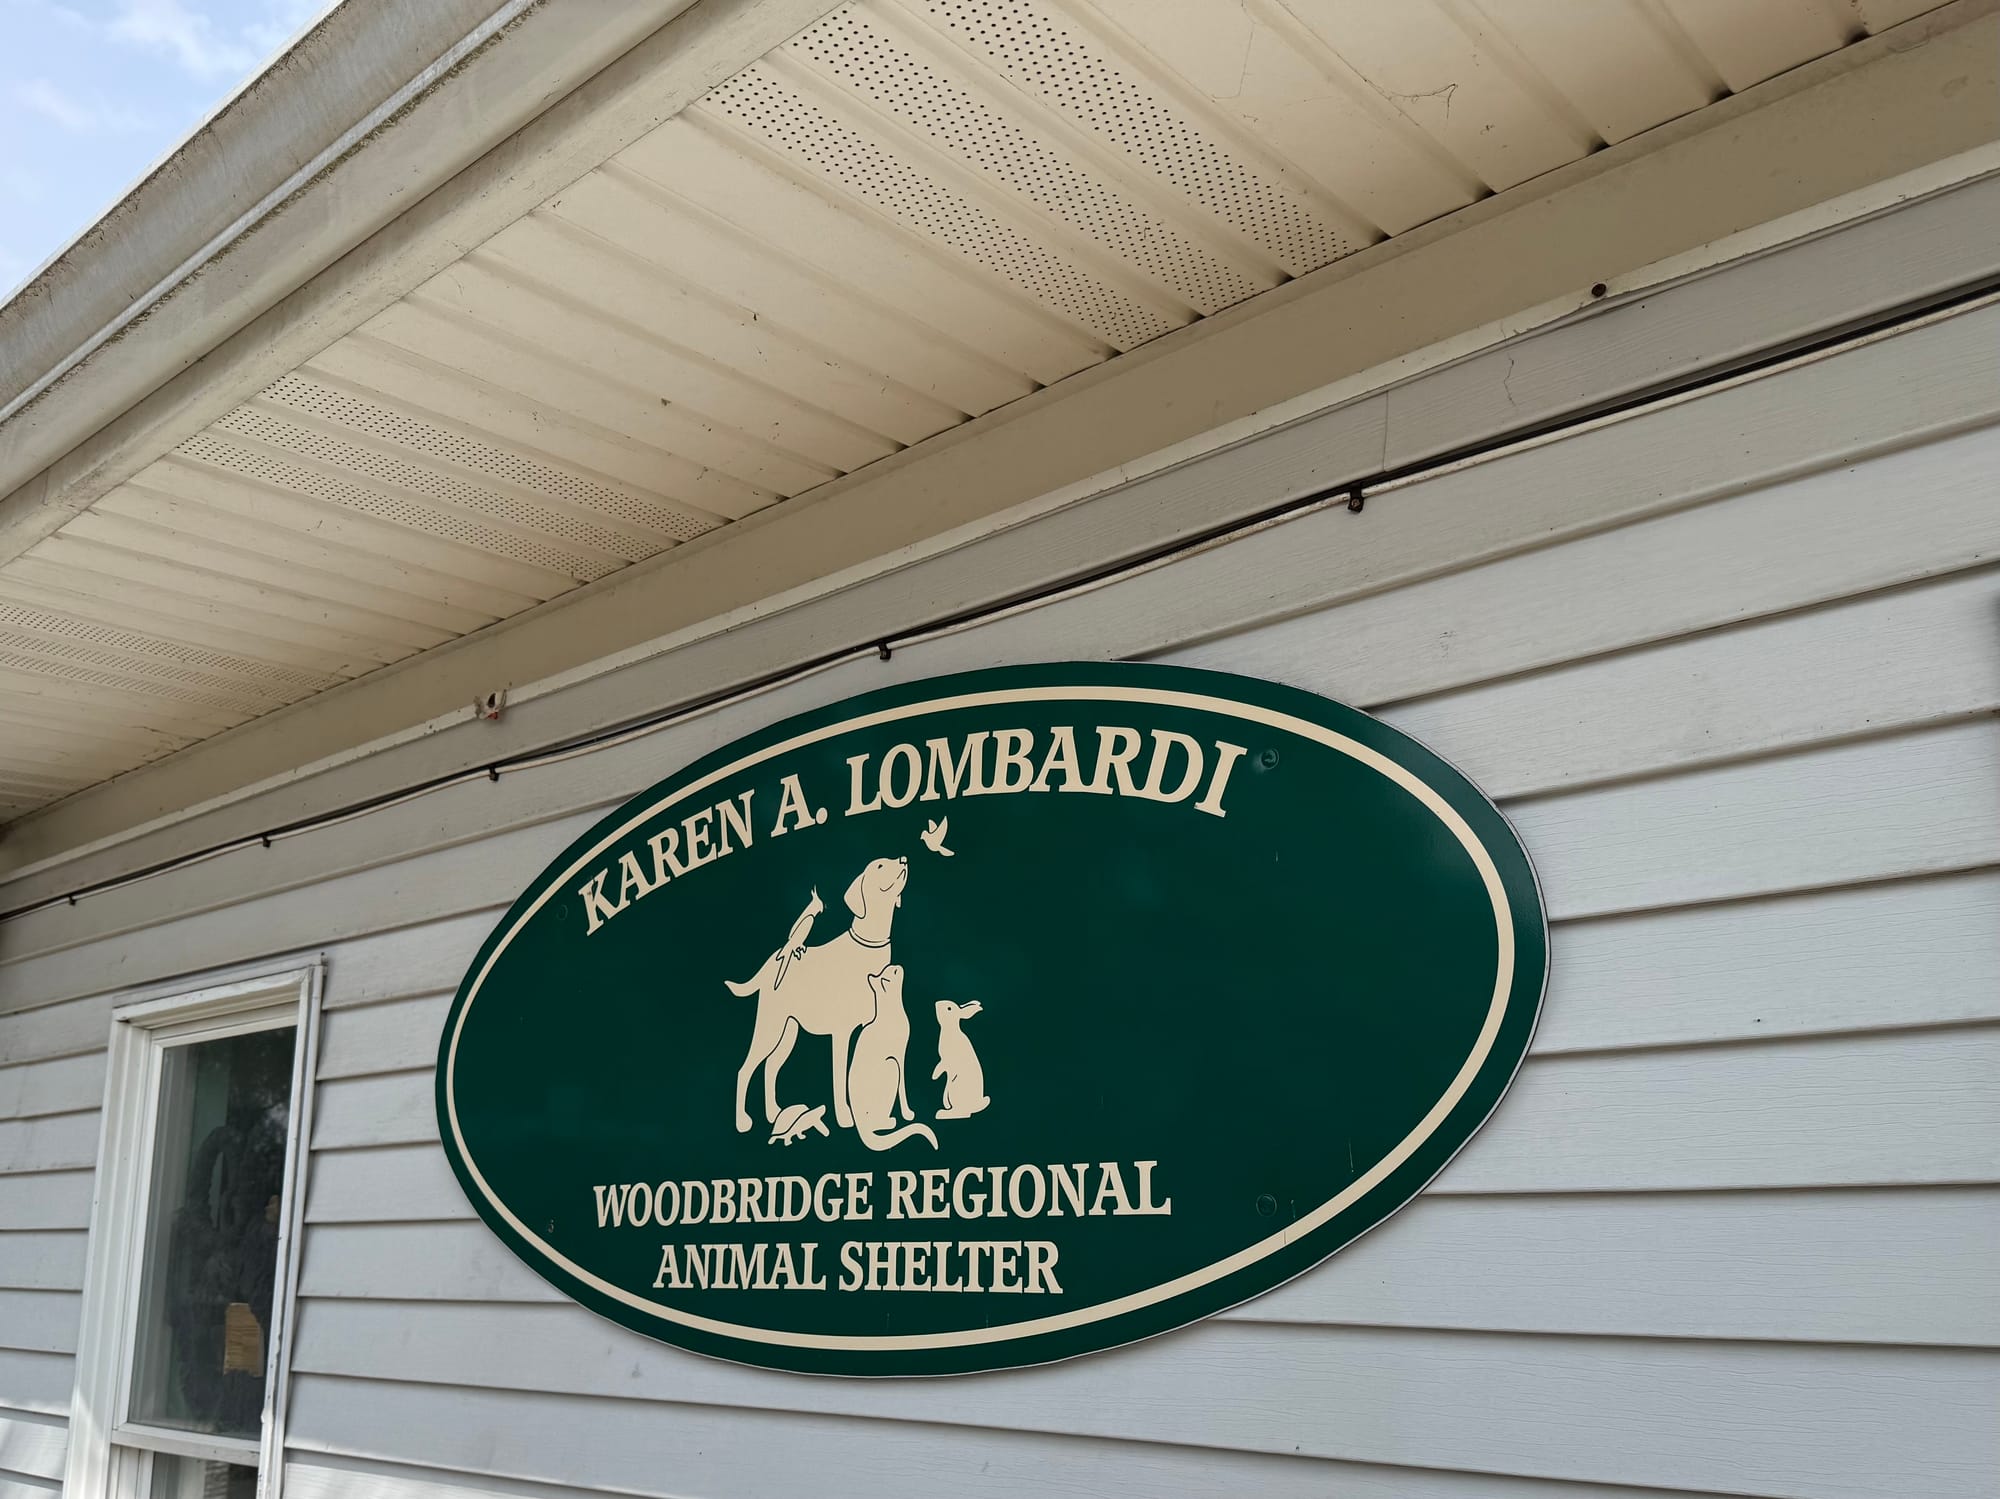 KAREN A. LOMBARDI
WOODBRIDGE REGIONAL
ANIMAL SHELTER